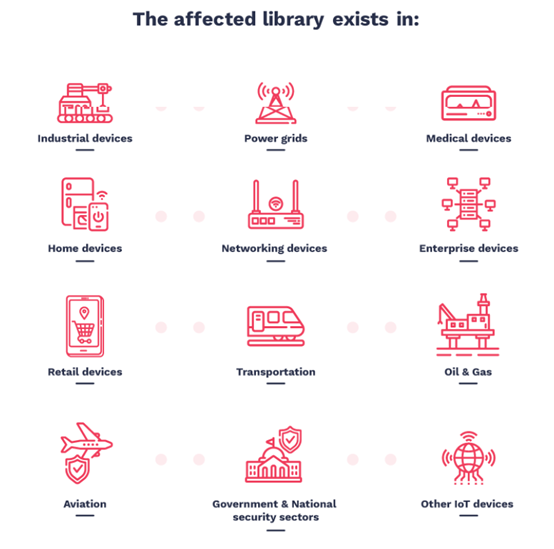 The affected library exists in:
Industrial devices
Power grids
Medical devices
Home devices
Networking devices
Enterprise devices
Retail devices
Transportation
Oil & Gas
Aviation
Government & National
security sectors
Other IoT devices